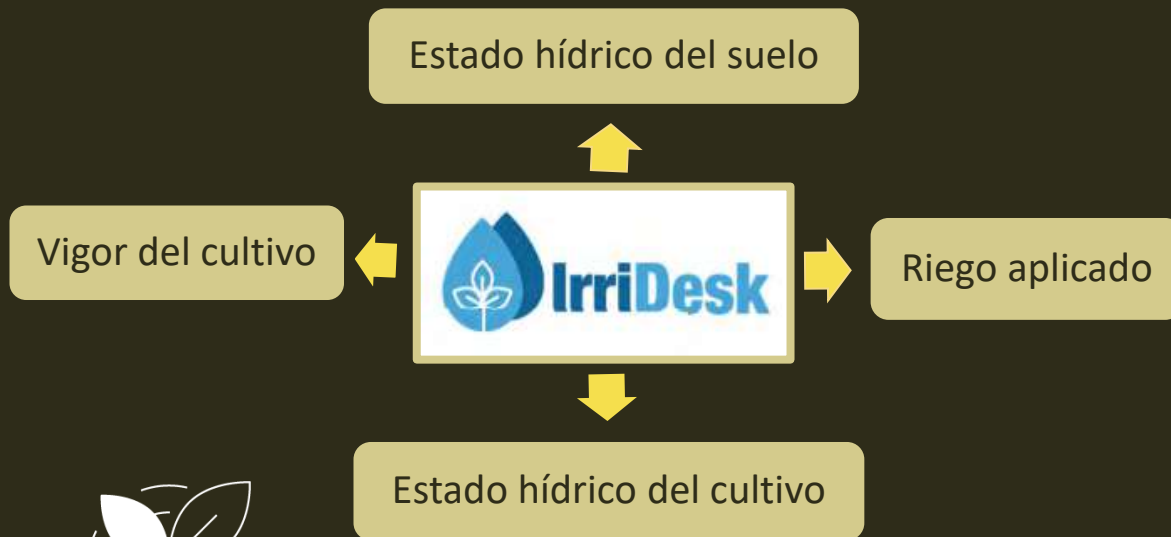 Estado hídrico del suelo
Vigor del cultivo
IrriDesk
Riego aplicado
Estado hídrico del cultivo